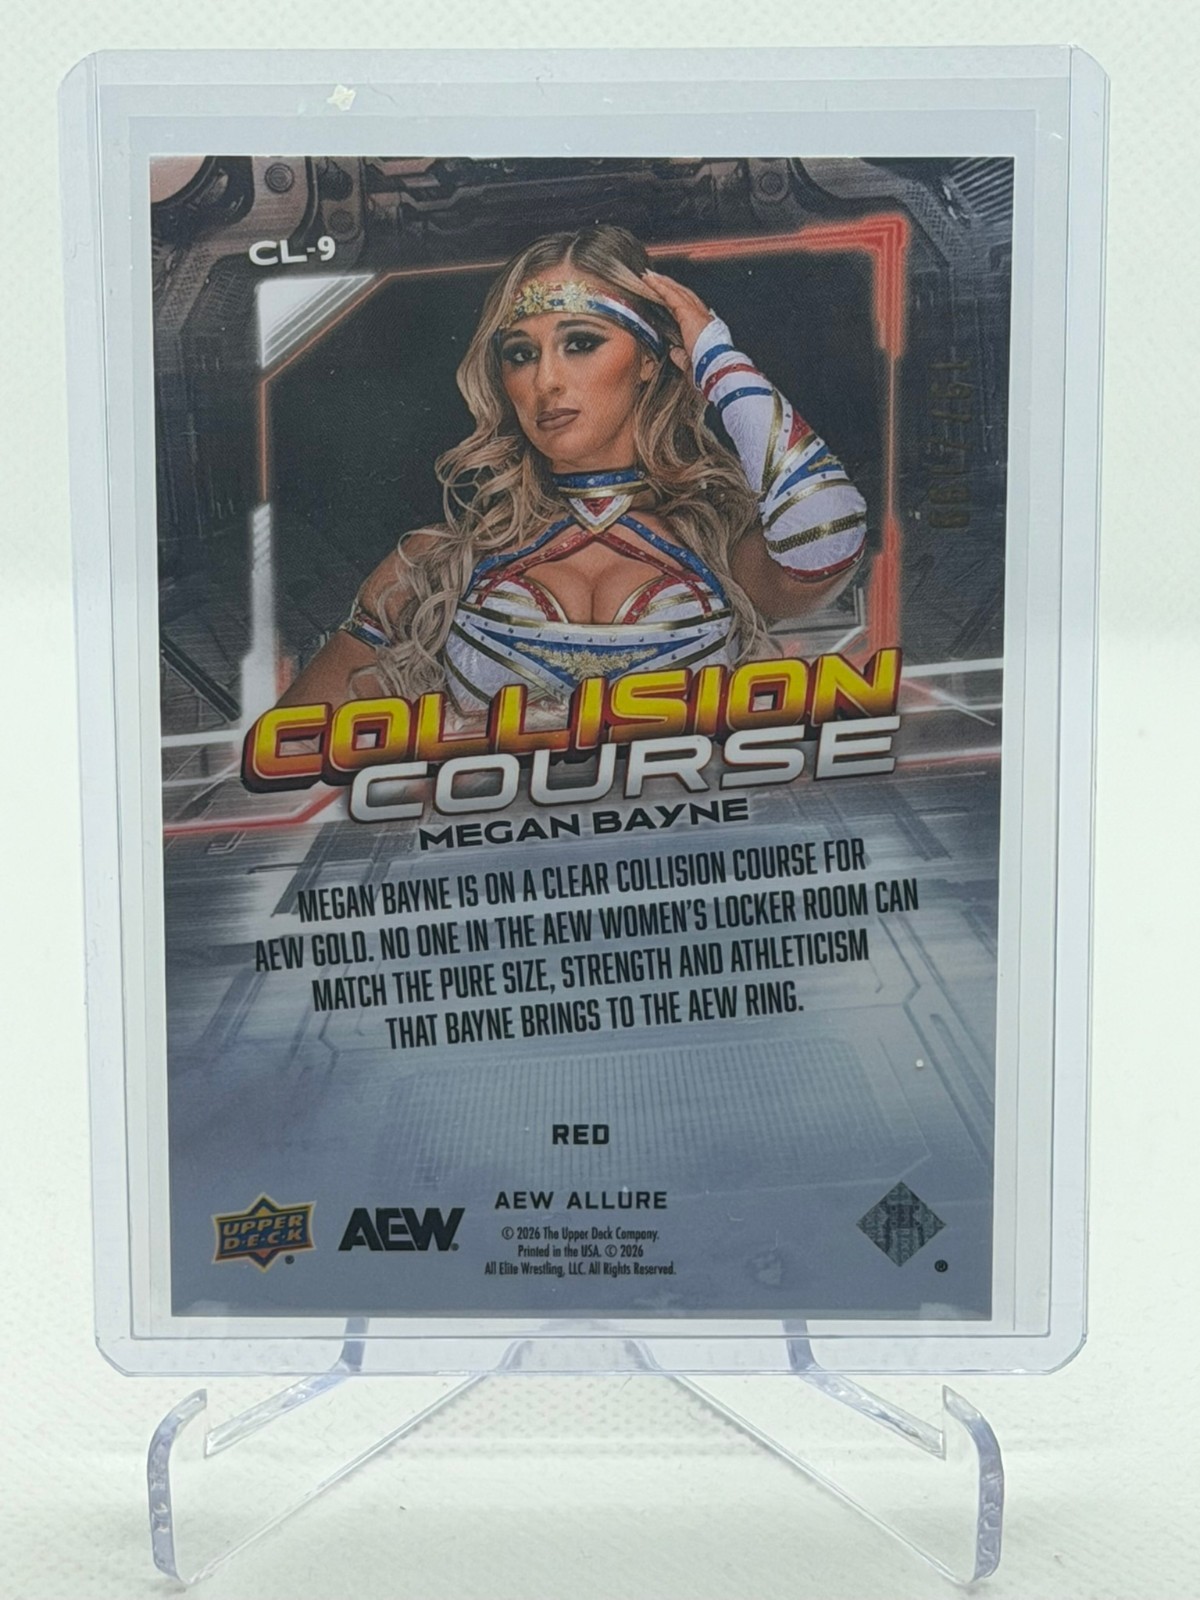 CL-9
COLLISION
COURSE
MEGAN BAYNE
MEGAN BAYNE IS ON A CLEAR COLLISION COURSE FOR
AEW GOLD. NO ONE IN THE AEW WOMEN'S LOCKER ROOM CAN
MATCH THE PURE SIZE, STRENGTH AND ATHLETICISM
THAT BAYNE BRINGS TO THE AEW RING.
RED
UPPER
D·E·C·K
®
AEW
AEW ALLURE
© 2026 The Upper Deck Company.
Printed in the USA. © 2026
All Elite Wrestling, LLC. All Rights Reserved.
®